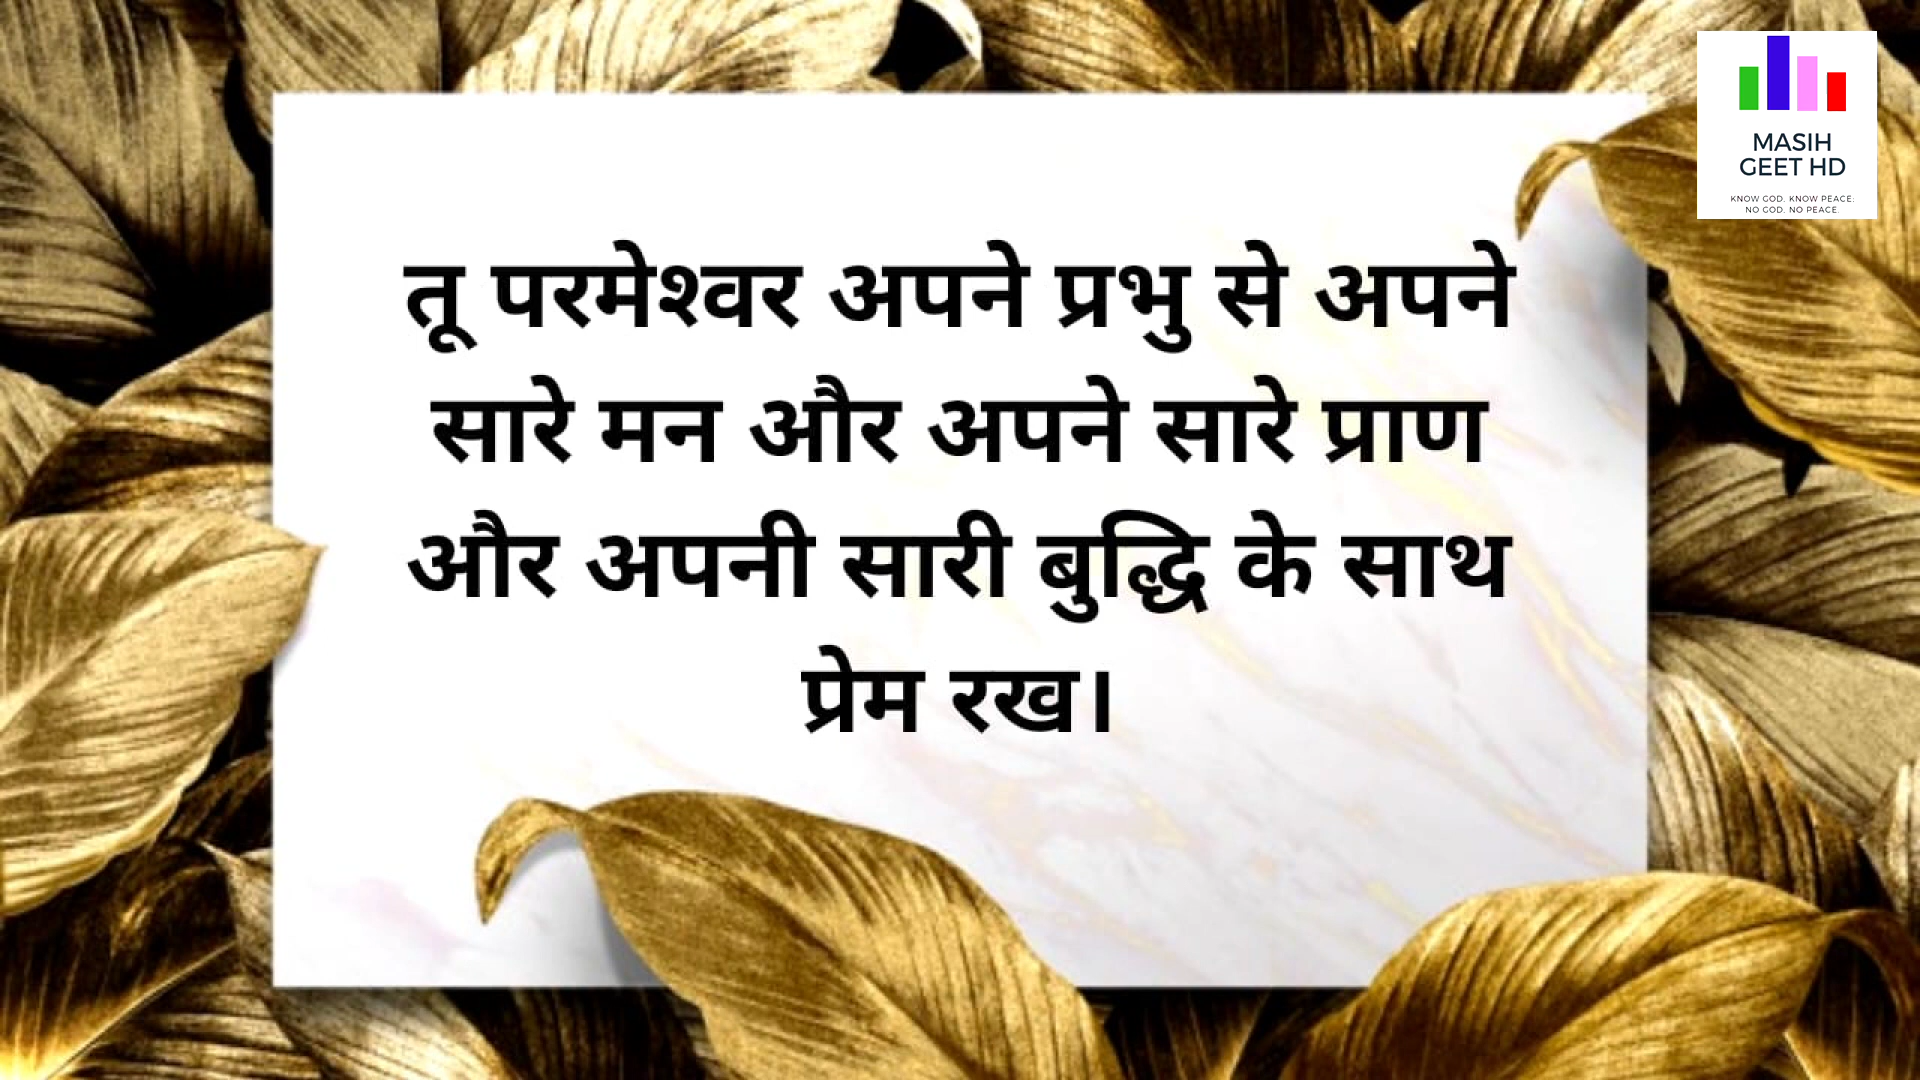 MASIH
GEET HD
KNOW GOD, KNOW PEACE;
NO GOD, NO PEACE.
तू परमेश्वर अपने प्रभु से अपने
सारे मन और अपने सारे प्राण
और अपनी सारी बुद्धि के साथ
प्रेम रख।